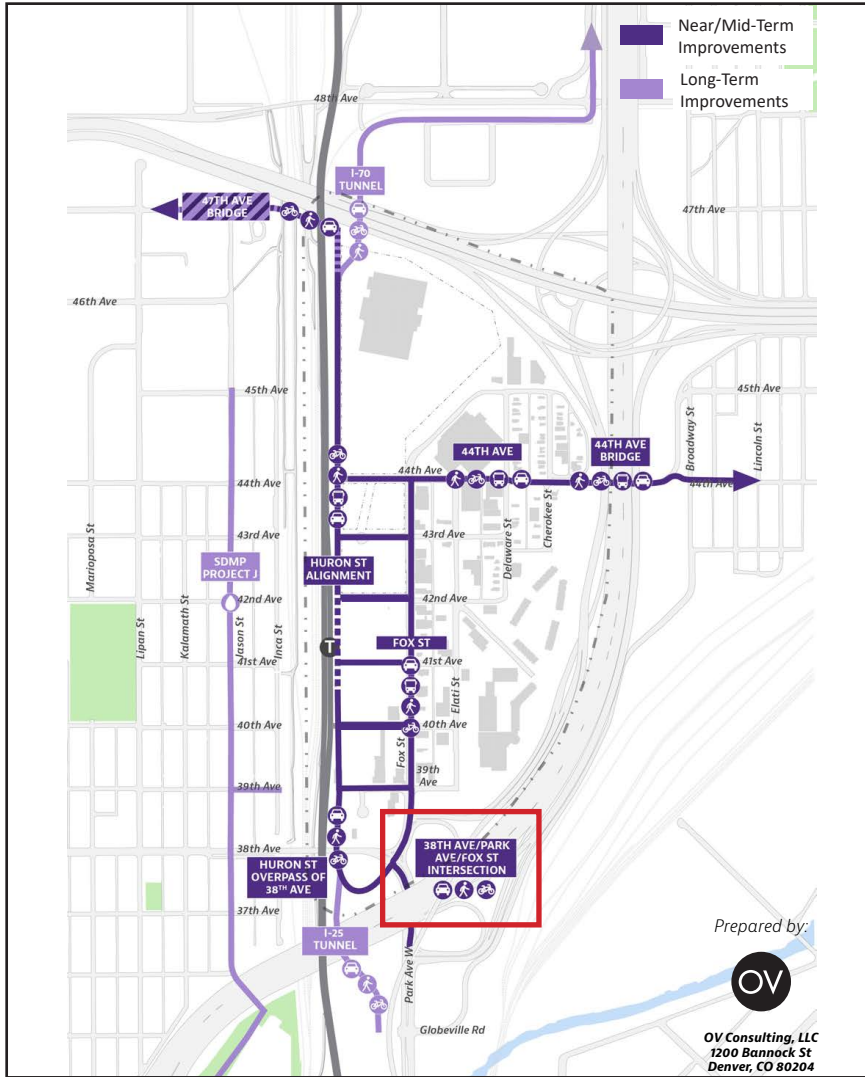 Near/Mid-Term
Improvements
Long-Term
Improvements
48th Ave
I-70
TUNNEL
47TH AVE
BRIDGE
47th Ave
46th Ave
45th Ave
45th Ave
Broadway St
Lincoln St
44TH AVE
44TH AVE
BRIDGE
44th Ave
44th Ave
44th Ave
Marioposa St
43rd Ave
43rd Ave
Delaware St
Cherokee St
SDMP
PROJECT J
HURON ST
ALIGNMENT
42nd Ave
42nd Ave
Lipan St
Kalamath St
Jason St
Inca St
T
FOX ST
41st Ave
41st Ave
Elati St
40th Ave
40th Ave
Fox St
39th
Ave
39th Ave
38th Ave
38TH AVE/PARK
AVE/FOX ST
INTERSECTION
HURON ST
OVERPASS OF
38TH AVE
37th Ave
I-25
TUNNEL
Park Ave W
Globeville Rd
Prepared by:
OV
OV Consulting, LLC
1200 Bannock St
Denver, CO 80204